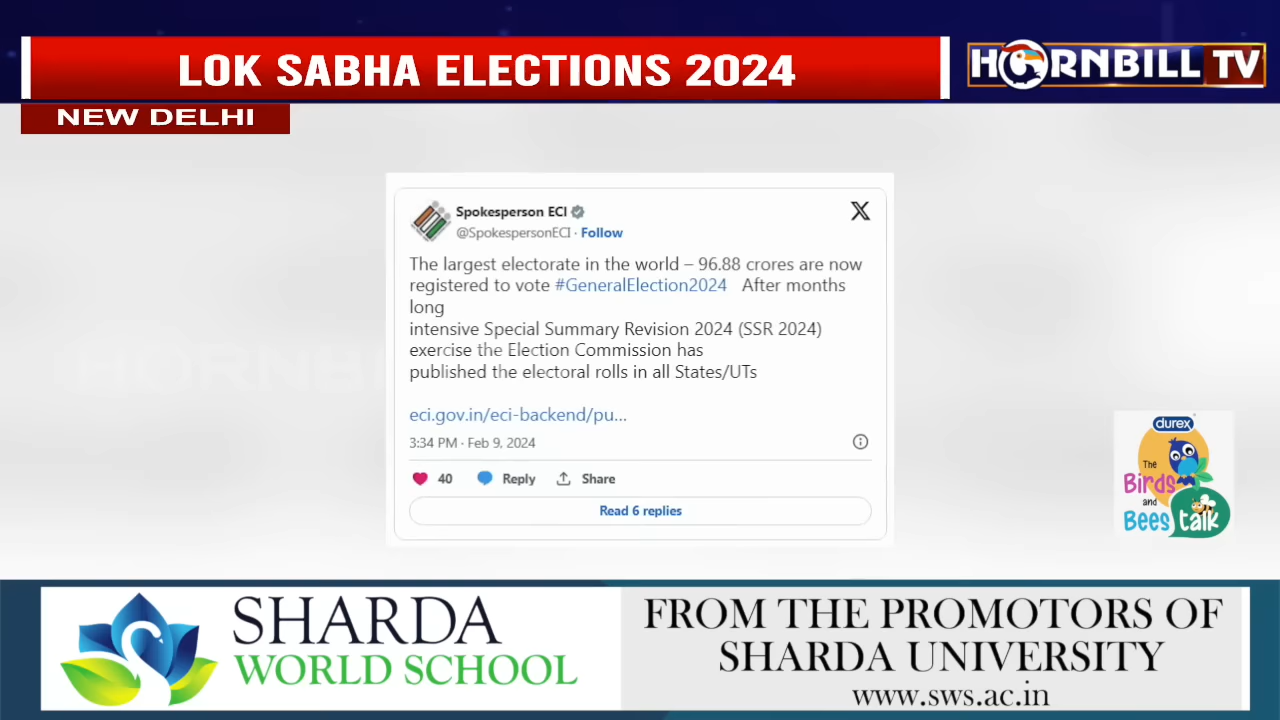 LOK SABHA ELECTIONS 2024
HORNBILL TV
NEW DELHI
Spokesperson ECI
@SpokespersonECI · Follow
The largest electorate in the world – 96.88 crores are now
registered to vote #GeneralElection2024 After months
long
intensive Special Summary Revision 2024 (SSR 2024)
exercise the Election Commission has
published the electoral rolls in all States/UTs
eci.gov.in/eci-backend/pu...
3:34 PM · Feb 9, 2024
40 Reply Share
Read 6 replies
HORNB
durex
The
Birds
and
Bees talk
SHARDA
WORLD SCHOOL
FROM THE PROMOTORS OF
SHARDA UNIVERSITY
www.sws.ac.in